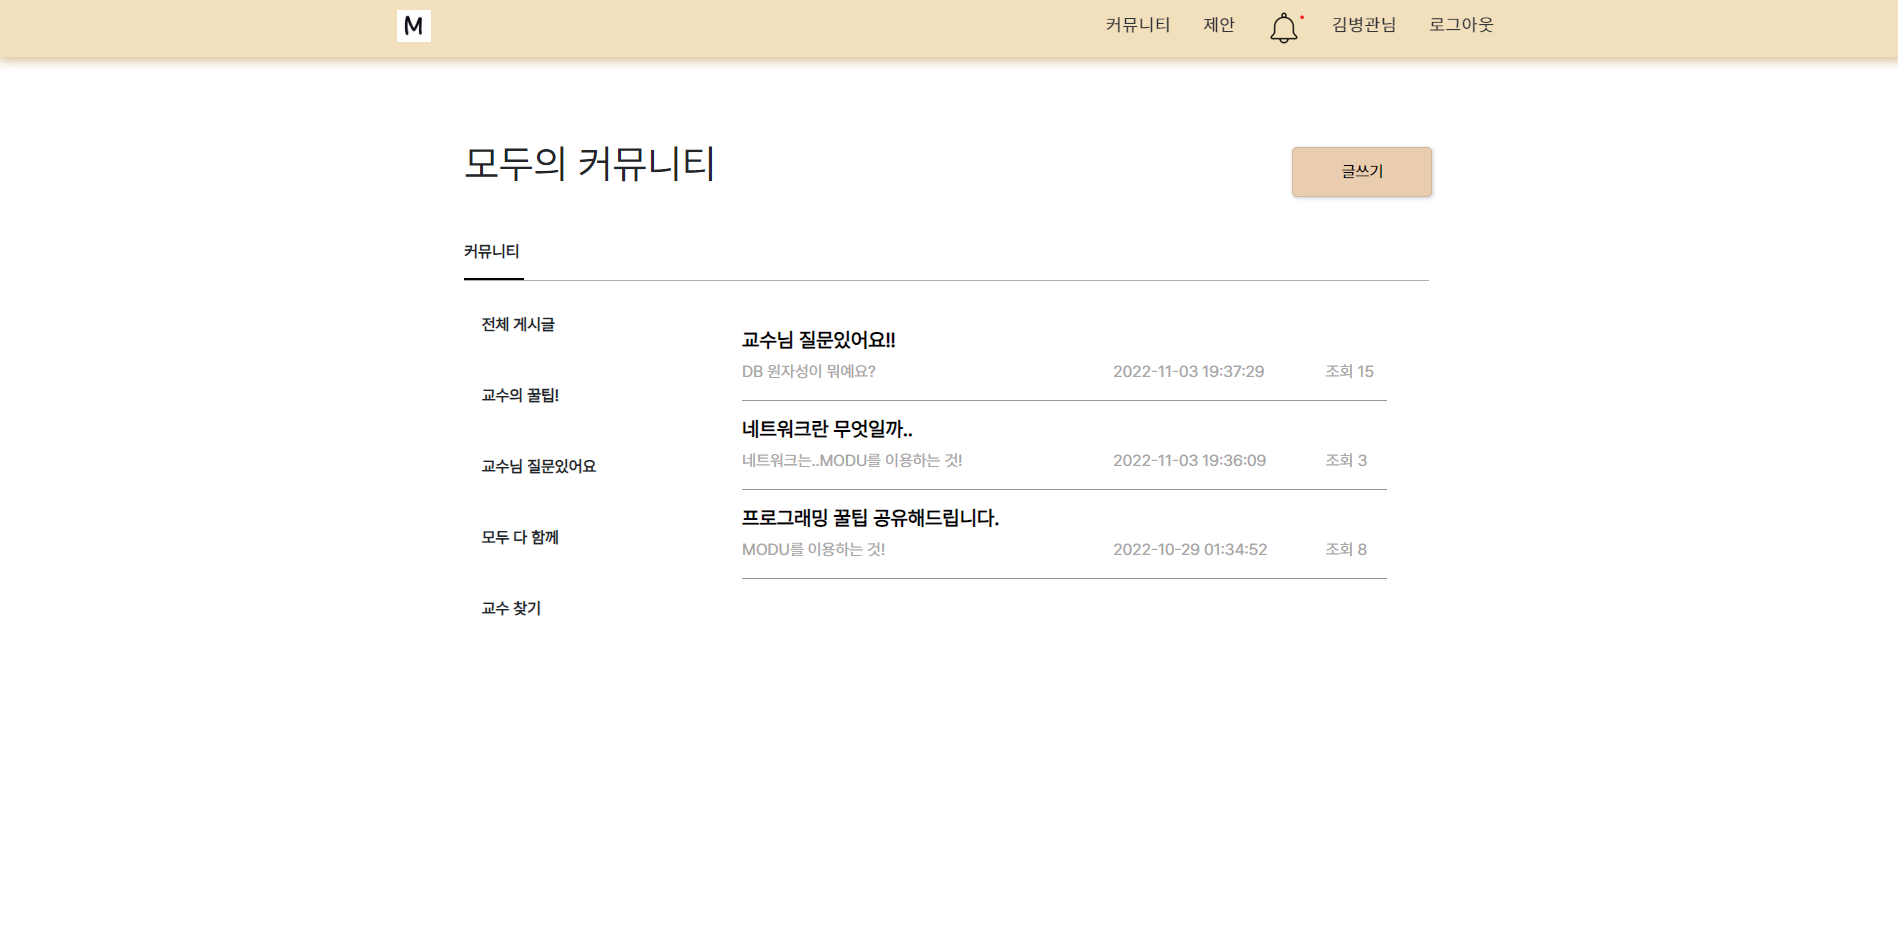 M
커뮤니티 제안 김병관님 로그아웃
모두의 커뮤니티
글쓰기
커뮤니티
전체 게시글
교수의 꿀팁!
교수님 질문있어요
모두 다 함께
교수 찾기
교수님 질문있어요!!
DB 원자성이 뭐예요? 2022-11-03 19:37:29 조회 15
네트워크란 무엇일까..
네트워크는..MODU를 이용하는 것! 2022-11-03 19:36:09 조회 3
프로그래밍 꿀팁 공유해드립니다.
MODU를 이용하는 것! 2022-10-29 01:34:52 조회 8